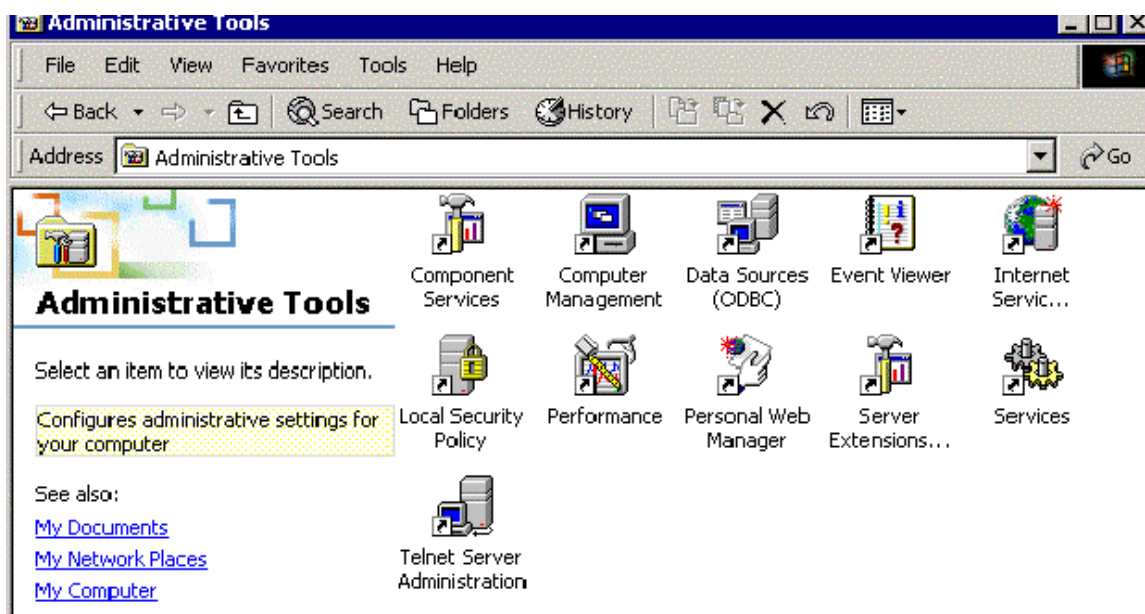 Administrative Tools
File Edit View Favorites Tools Help
Back Search Folders History
Address Administrative Tools Go
Administrative Tools
Select an item to view its description.
Configures administrative settings for
your computer
See also:
My Documents
My Network Places
My Computer
Component
Services
Computer
Management
Data Sources
(ODBC)
Event Viewer
Internet
Servic...
Local Security
Policy
Performance
Personal Web
Manager
Server
Extensions...
Services
Telnet Server
Administration